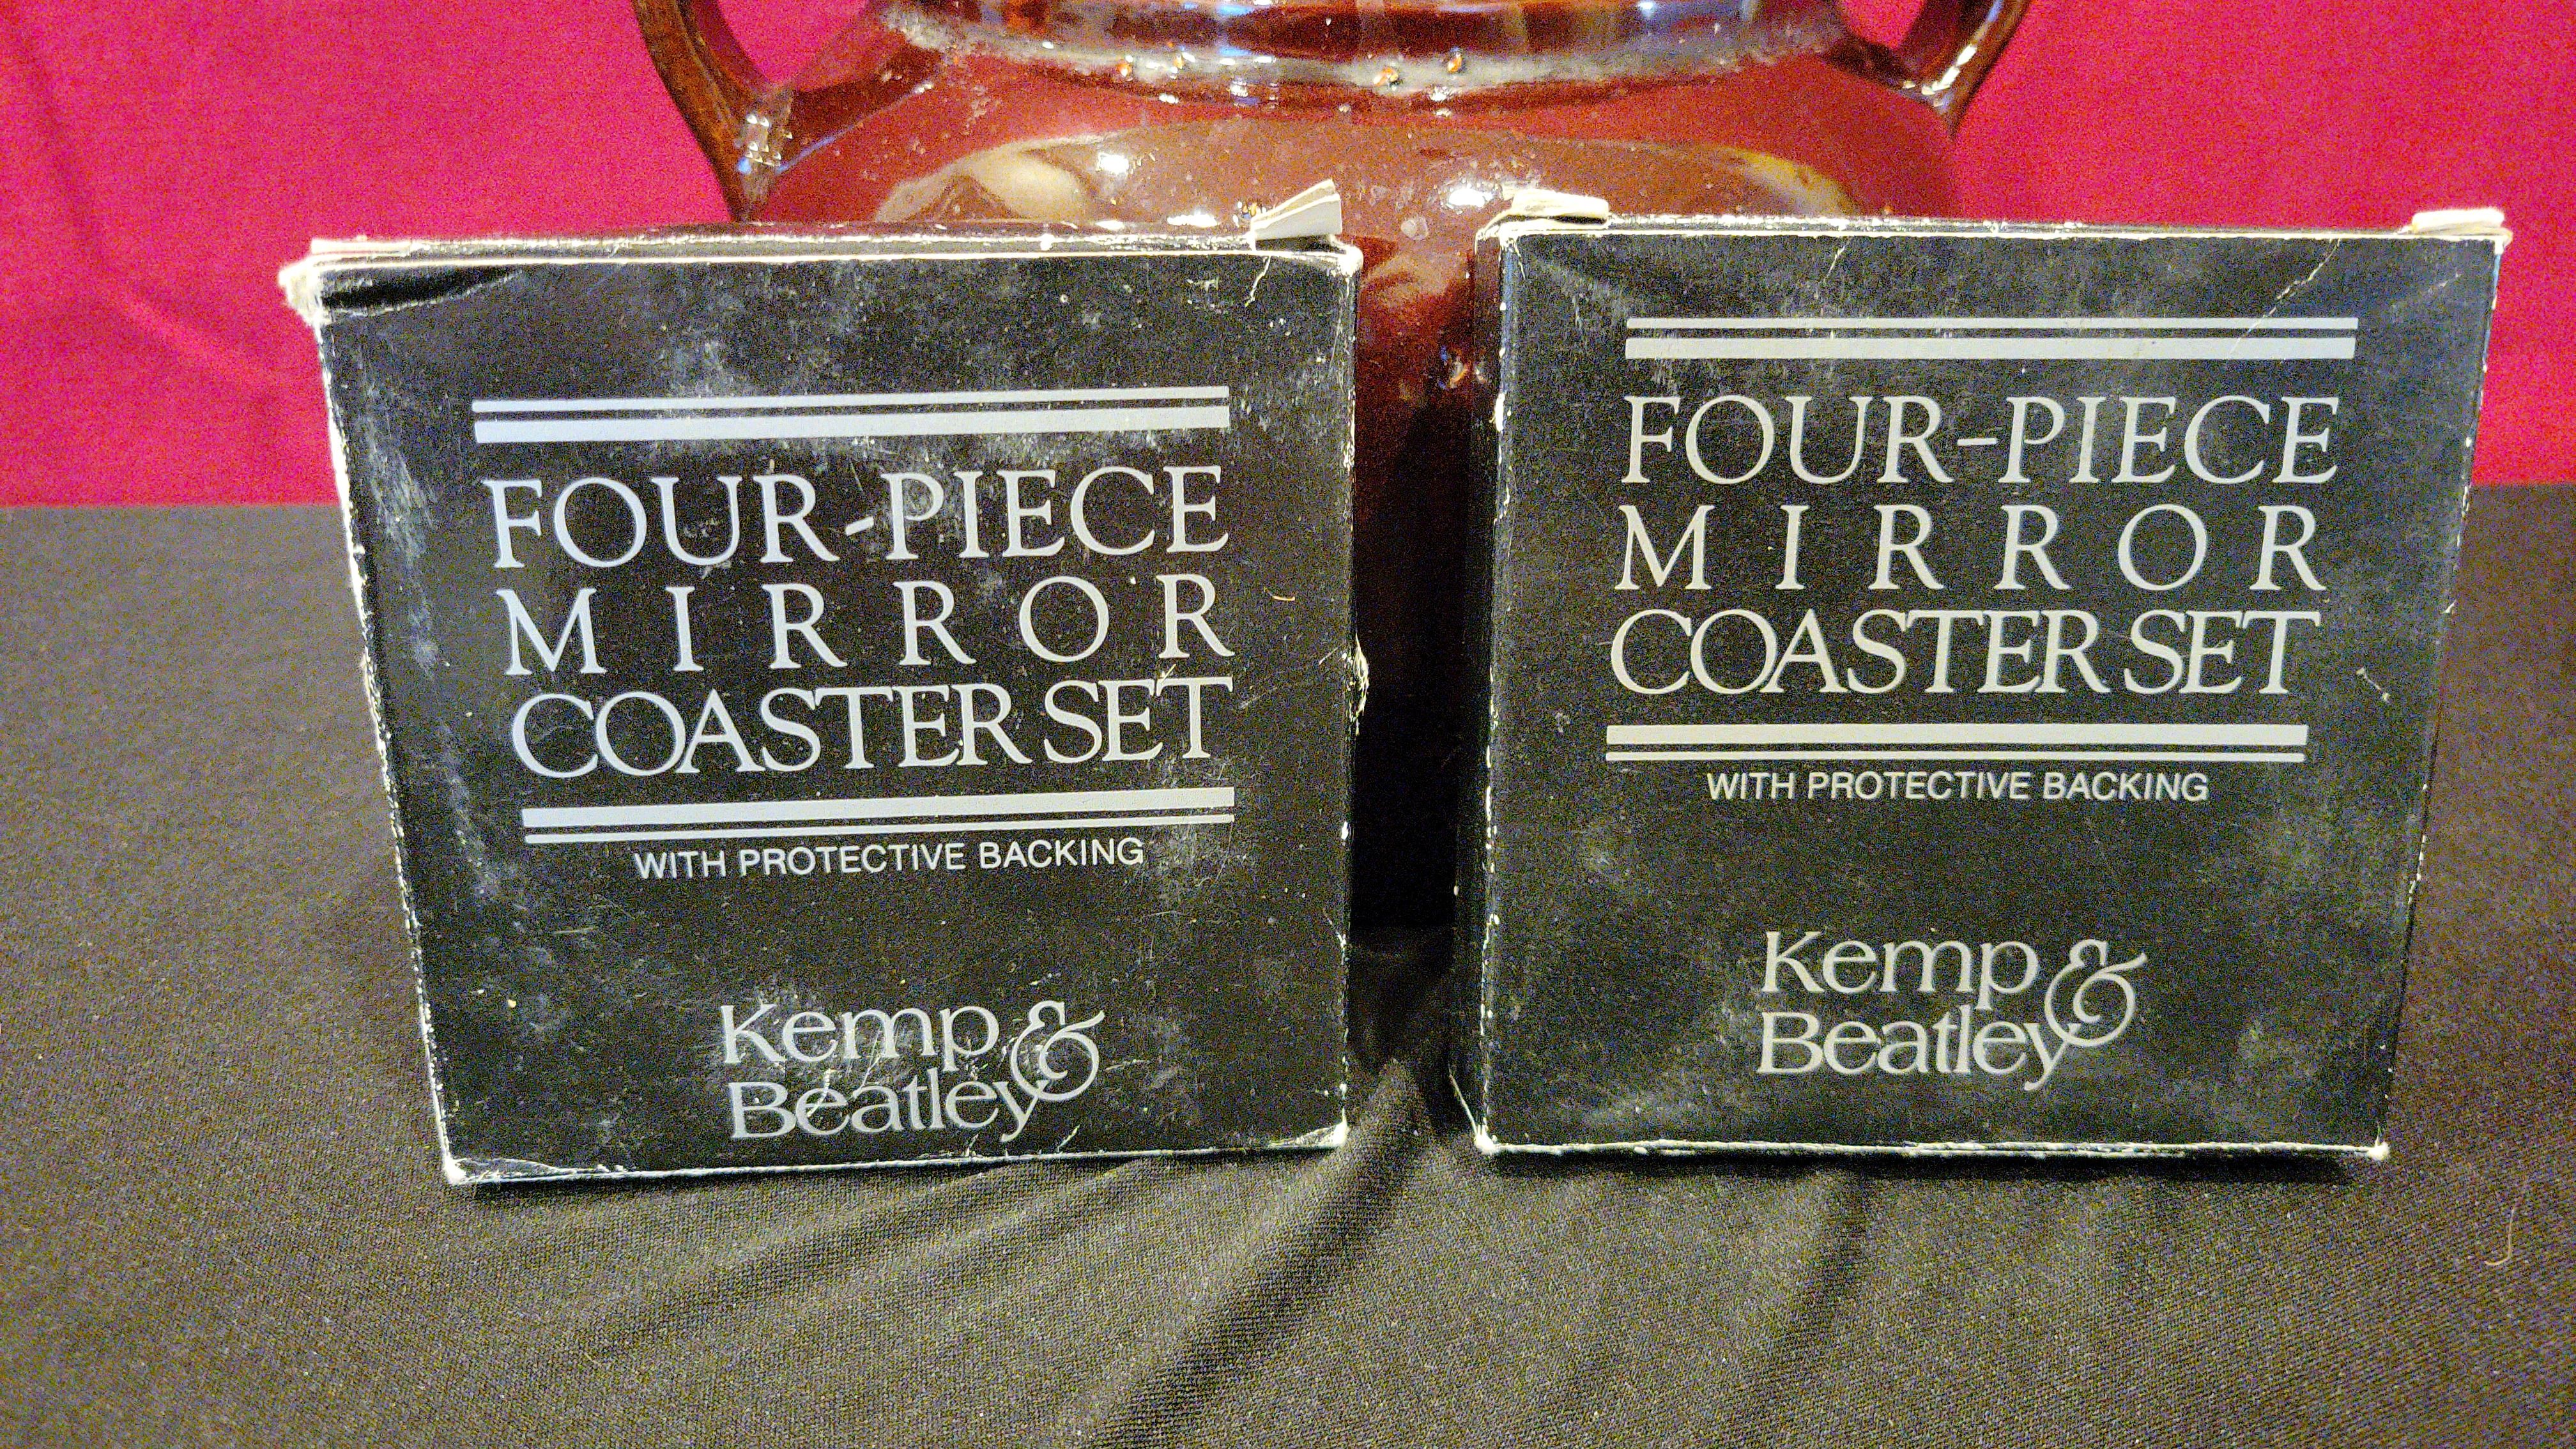 FOUR-PIECE
MIRROR
COASTER SET
WITH PROTECTIVE BACKING
Kemp &
Beatley
FOUR-PIECE
MIRROR
COASTER SET
WITH PROTECTIVE BACKING
Kemp &
Beatley